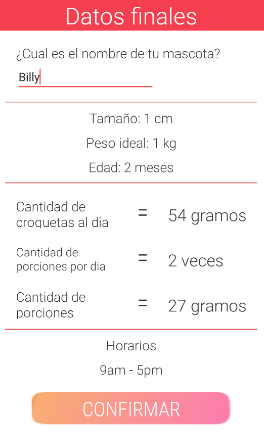 Datos finales
¿Cual es el nombre de tu mascota?
Billy
Tamaño: 1 cm
Peso ideal: 1 kg
Edad: 2 meses
Cantidad de
croquetas al dia
=
54 gramos
Cantidad de
porciones por dia
=
2 veces
Cantidad de
porciones
=
27 gramos
Horarios
9am - 5pm
CONFIRMAR